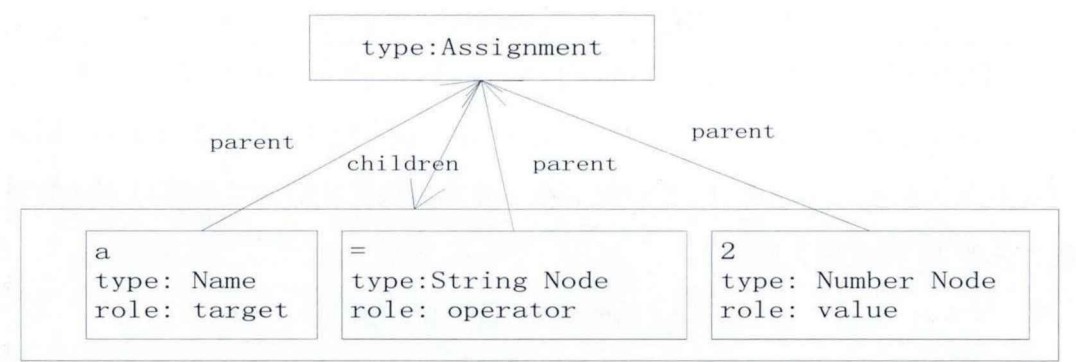 type:Assignment
parent
parent
children
parent
a
type: Name
role: target
=
type:String Node
role: operator
2
type: Number Node
role: value